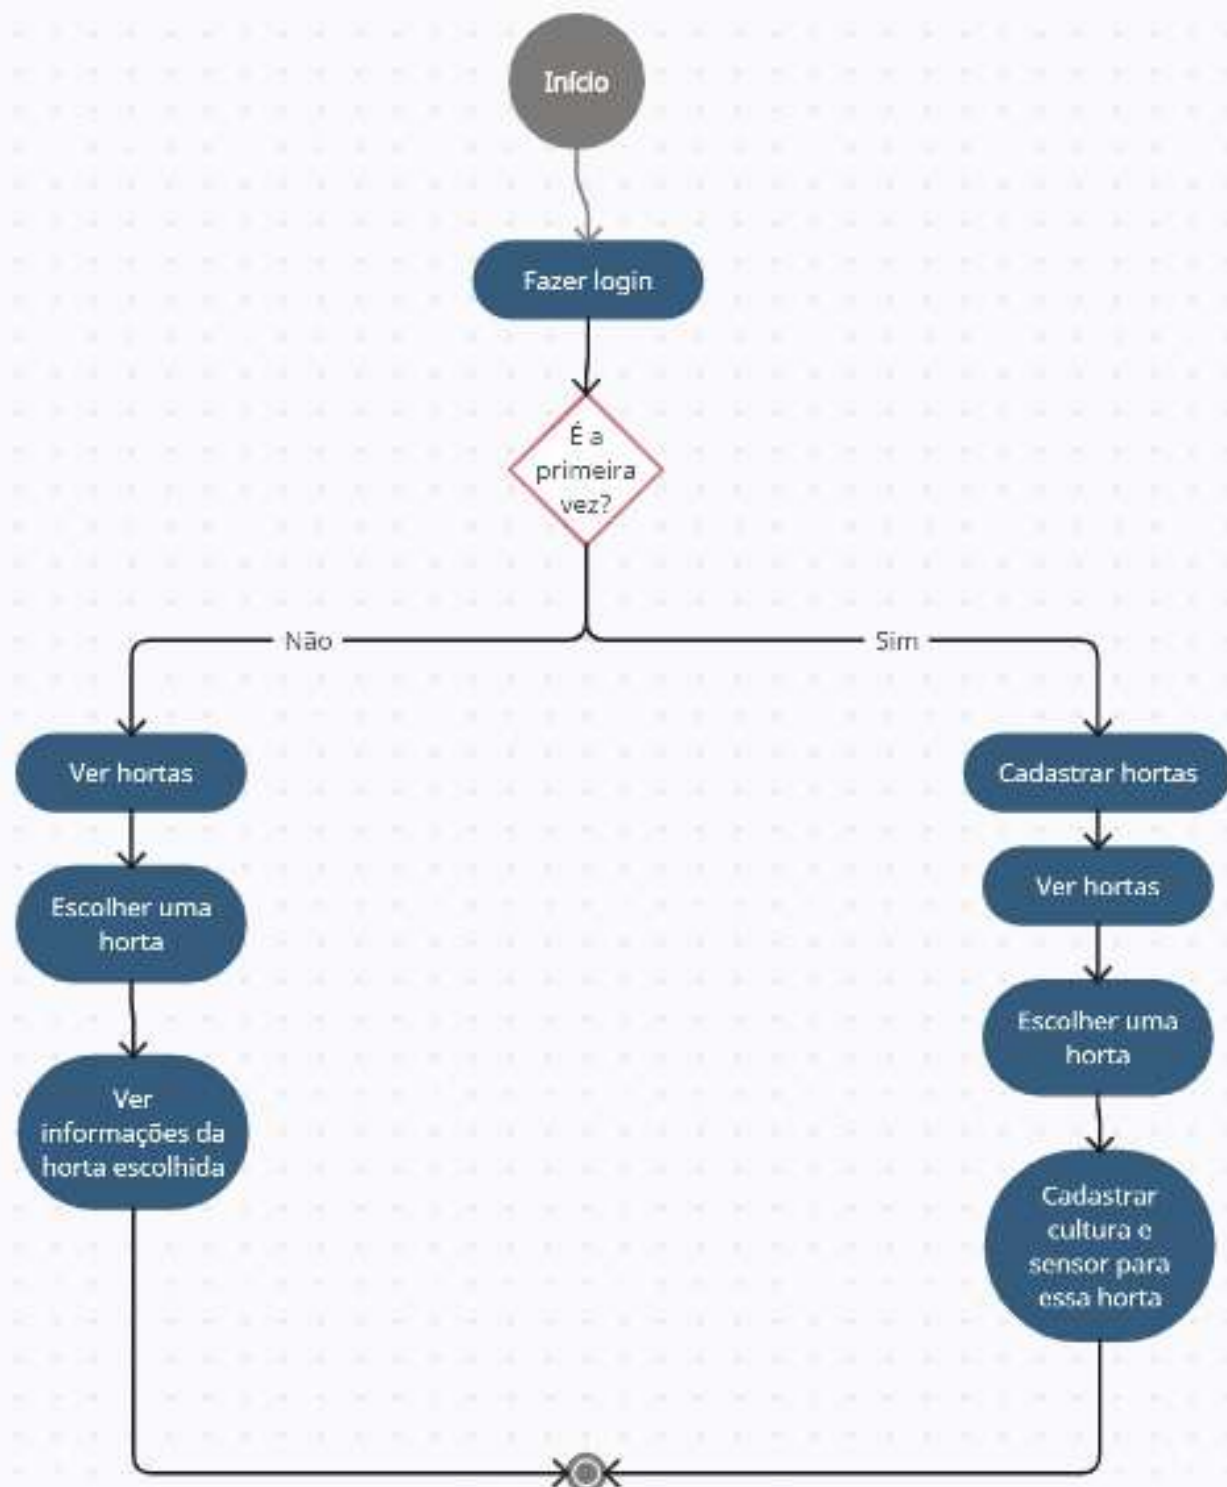 Início
Fazer login
É a
primeira
vez?
Não
Sim
Ver hortas
Escolher uma
horta
Ver
informações da
horta escolhida
Cadastrar hortas
Ver hortas
Escolher uma
horta
Cadastrar
cultura e
sensor para
essa horta